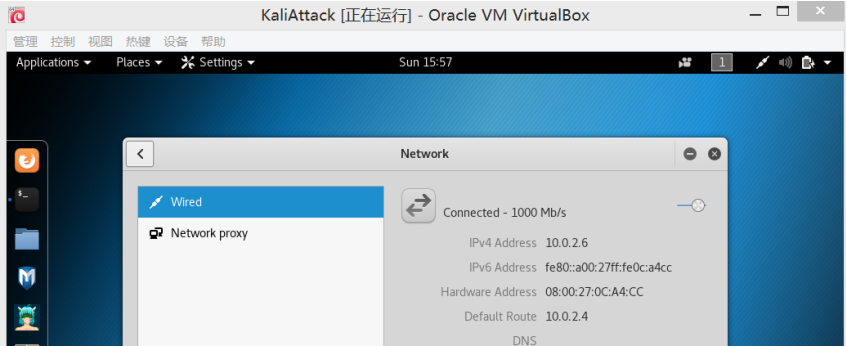 KaliAttack [正在运行] - Oracle VM VirtualBox
管理 控制 视图 热键 设备 帮助
Applications Places Settings Sun 15:57 1
Network
Wired
Network proxy
Connected - 1000 Mb/s
IPv4 Address 10.0.2.6
IPv6 Address fe80::a00:27ff:fe0c:a4cc
Hardware Address 08:00:27:0C:A4:CC
Default Route 10.0.2.4
DNS